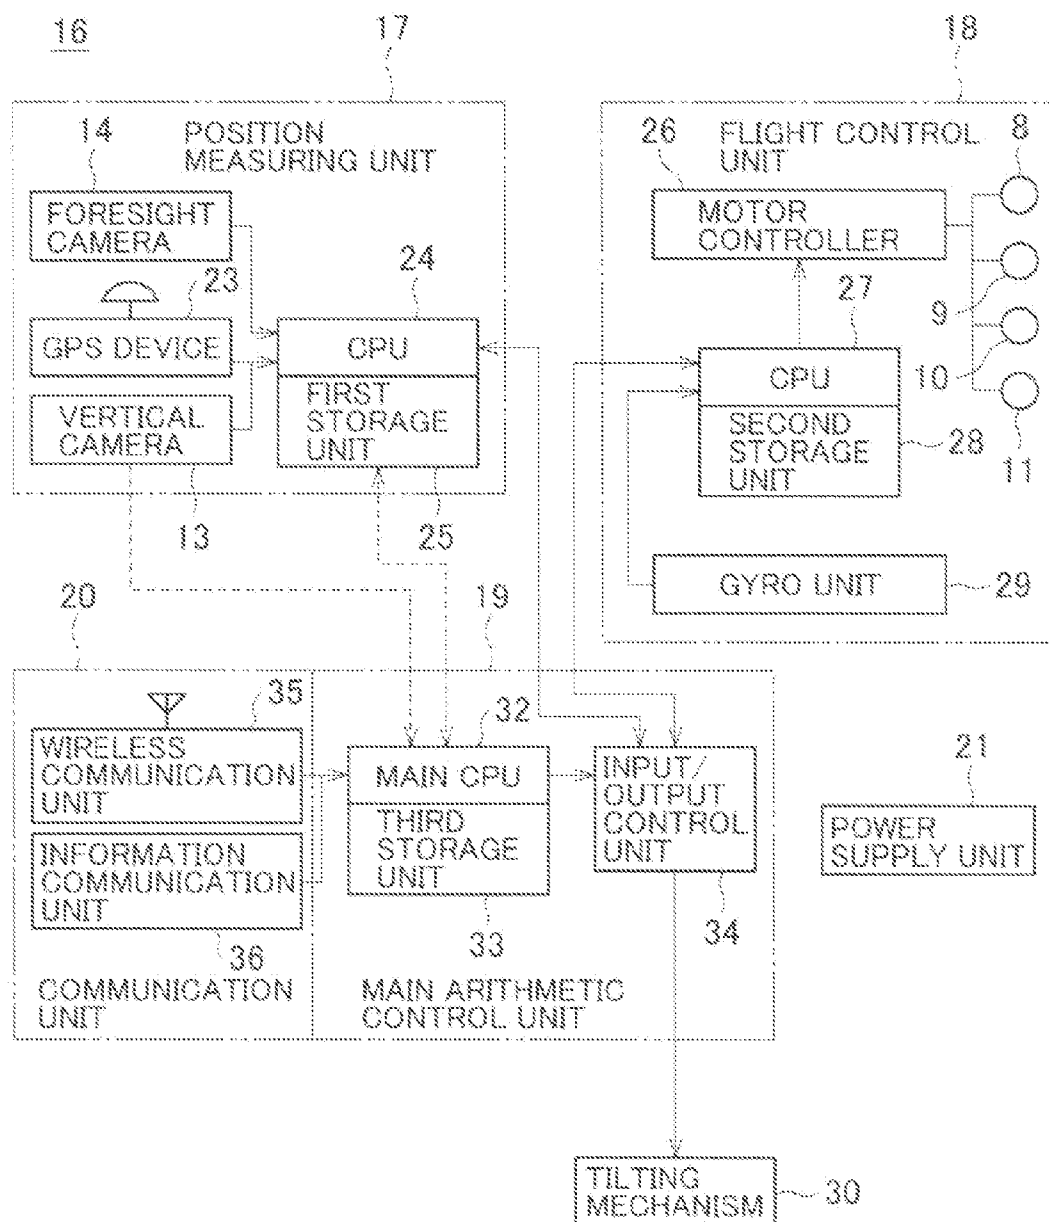 16
17
18
POSITION
MEASURING UNIT
14
FORESIGHT
CAMERA
23
GPS DEVICE
VERTICAL
CAMERA
13
24
CPU
FIRST
STORAGE
UNIT
25
FLIGHT CONTROL
UNIT
26
MOTOR
CONTROLLER
8
9
10
11
27
CPU
SECOND
STORAGE
UNIT
28
GYRO UNIT
29
20
19
35
WIRELESS
COMMUNICATION
UNIT
INFORMATION
COMMUNICATION
UNIT
36
COMMUNICATION
UNIT
32
MAIN CPU
THIRD
STORAGE
UNIT
33
INPUT/
OUTPUT
CONTROL
UNIT
34
MAIN ARITHMETIC
CONTROL UNIT
21
POWER
SUPPLY UNIT
TILTING
MECHANISM
30